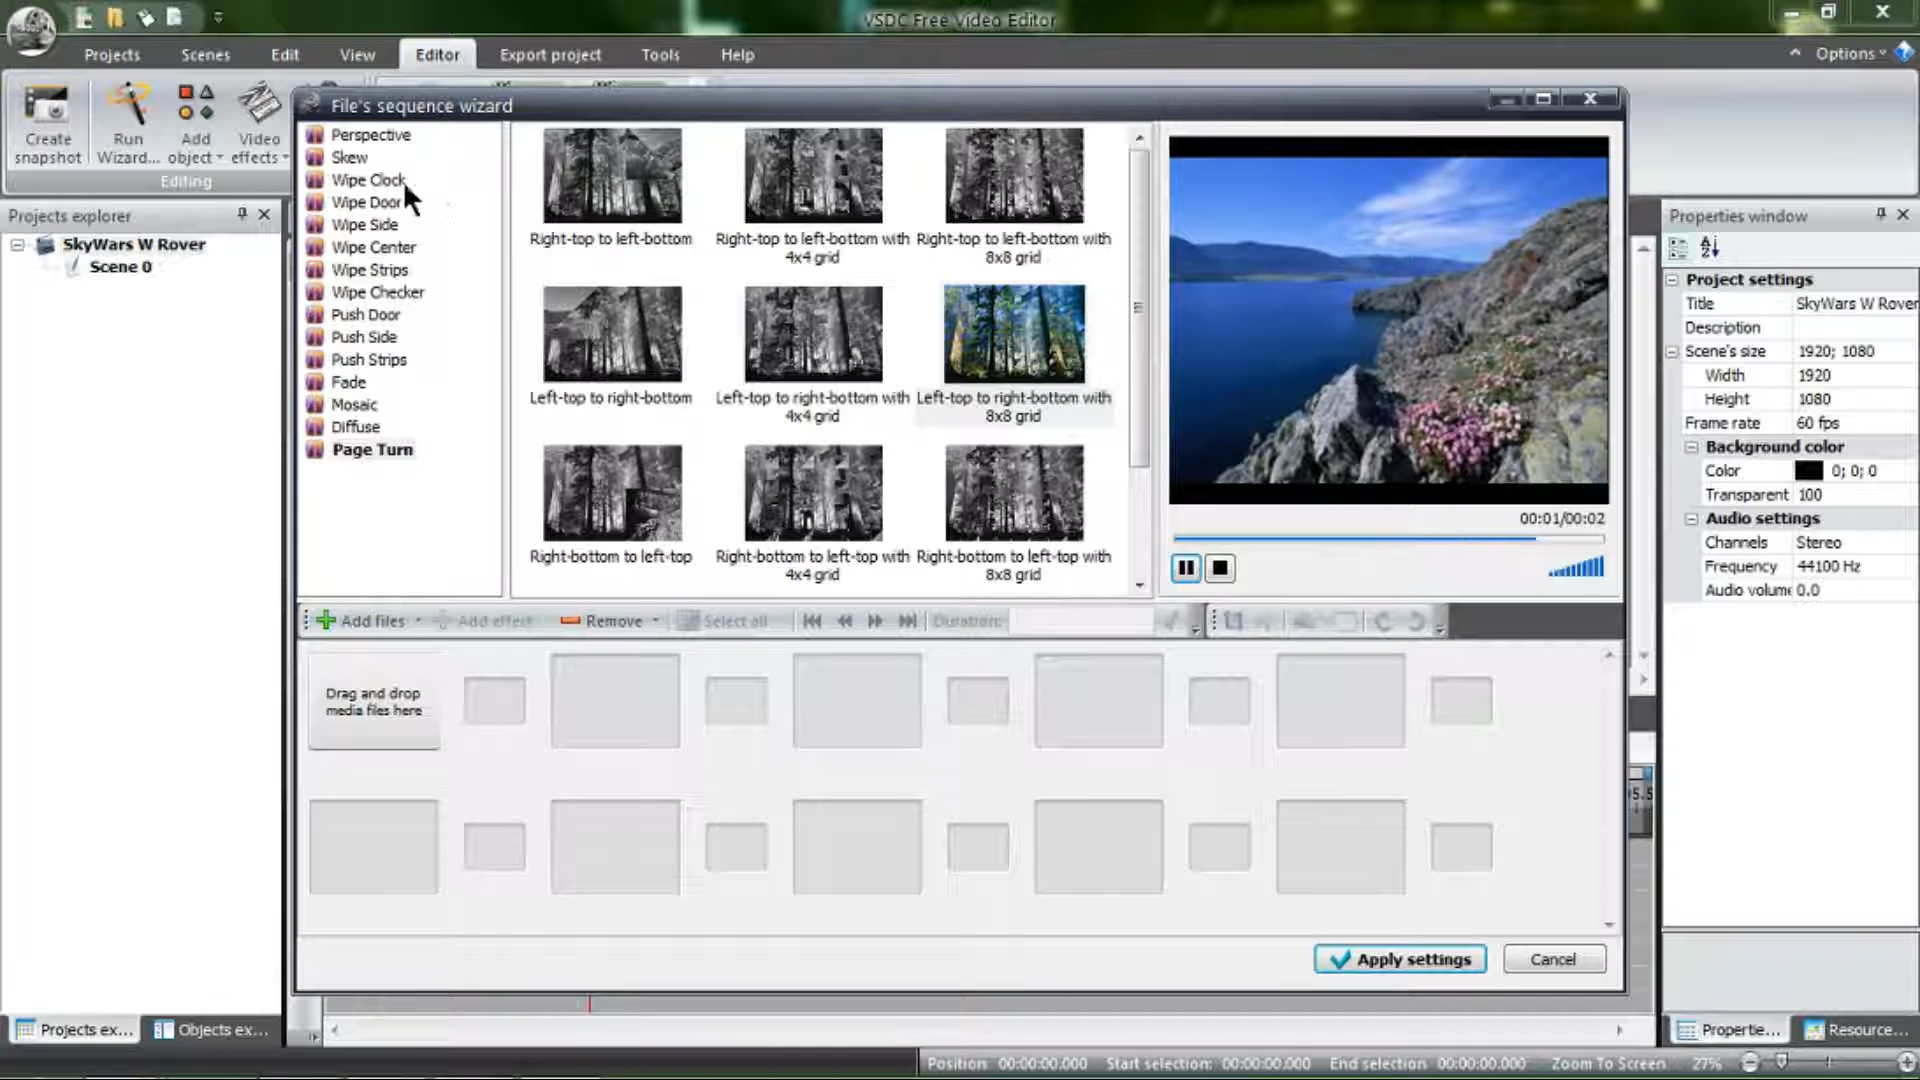 VSDC Free Video Editor
Projects Scenes Edit View Editor Export project Tools Help
Options
Create snapshot
Run Wizard...
Add object
Video effects
Editing
File's sequence wizard
Perspective
Skew
Wipe Clock
Wipe Door
Wipe Side
Wipe Center
Wipe Strips
Wipe Checker
Push Door
Push Side
Push Strips
Fade
Mosaic
Diffuse
Page Turn
Right-top to left-bottom
Right-top to left-bottom with
4x4 grid
Right-top to left-bottom with
8x8 grid
Left-top to right-bottom
Left-top to right-bottom with
4x4 grid
Left-top to right-bottom with
8x8 grid
Right-bottom to left-top
Right-bottom to left-top with
4x4 grid
Right-bottom to left-top with
8x8 grid
00:01/00:02
Add files Add effect Remove Select all Duration:
Drag and drop
media files here
Apply settings Cancel
Projects explorer
SkyWars W Rover
Scene 0
Projects ex... Objects ex...
Properties window
Project settings
Title SkyWars W Rover
Description
Scene's size 1920; 1080
Width 1920
Height 1080
Frame rate 60 fps
Background color
Color 0; 0; 0
Transparent 100
Audio settings
Channels Stereo
Frequency 44100 Hz
Audio volume 0.0
Propertie... Resource...
Position 00:00:00.000 Start selection: 00:00:00.000 End selection 00:00:00.000 Zoom To Screen 27%